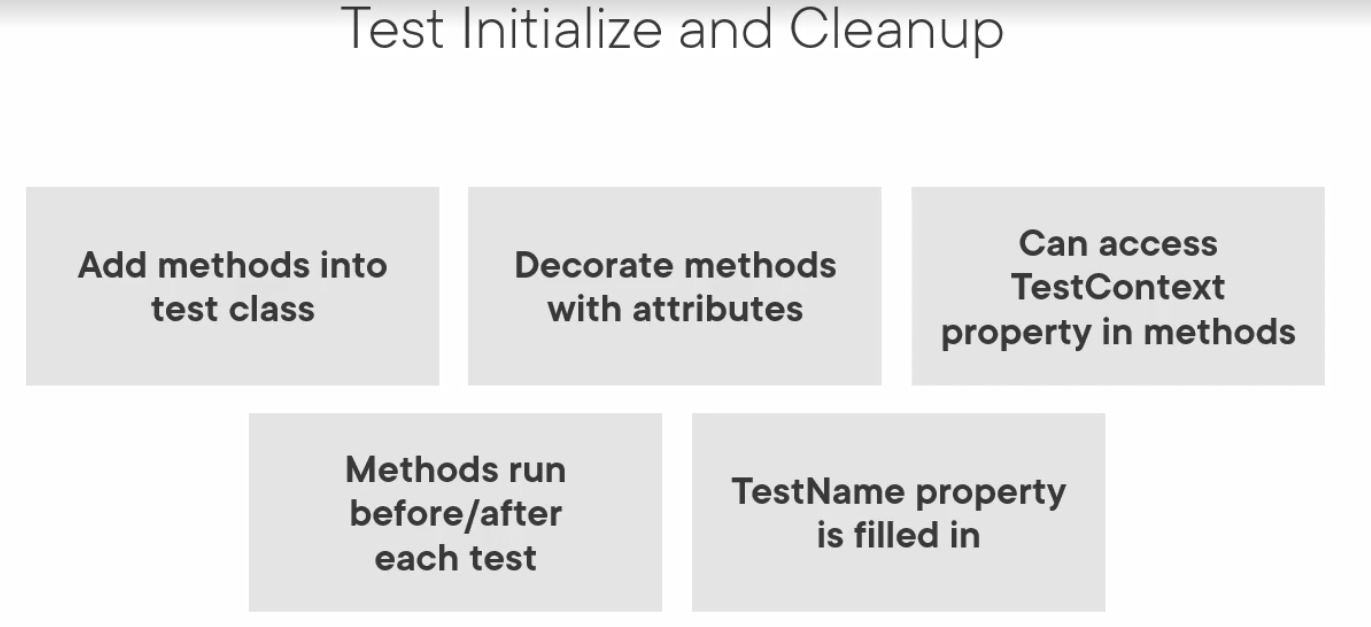 Test Initialize and Cleanup
Add methods into
test class
Decorate methods
with attributes
Can access
TestContext
property in methods
Methods run
before/after
each test
TestName property
is filled in